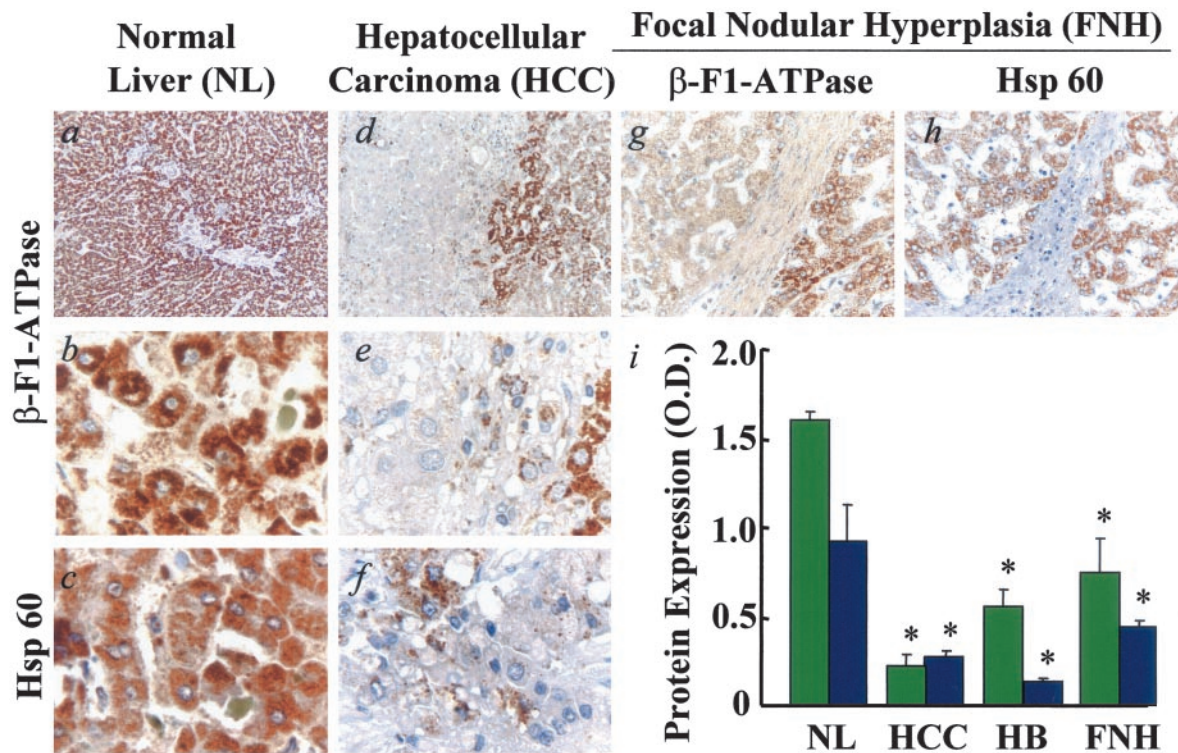 Normal
Liver (NL)
Hepatocellular
Carcinoma (HCC)
Focal Nodular Hyperplasia (FNH)
β-F1-ATPase
Hsp 60
β-F1-ATPase
Hsp 60
a
d
g
h
b
e
c
f
i
Protein Expression (O.D.)
2.0
1.5
1.0
0.5
0
*
*
*
*
*
*
NL
HCC
HB
FNH